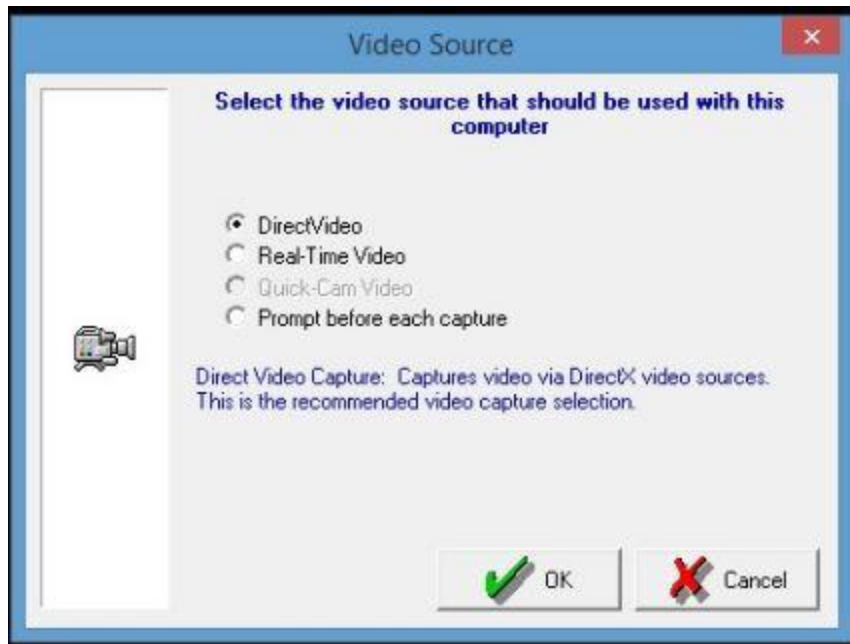 Video Source
Select the video source that should be used with this
computer
DirectVideo
Real-Time Video
Quick-Cam Video
Prompt before each capture
Direct Video Capture: Captures video via DirectX video sources.
This is the recommended video capture selection.
OK
Cancel